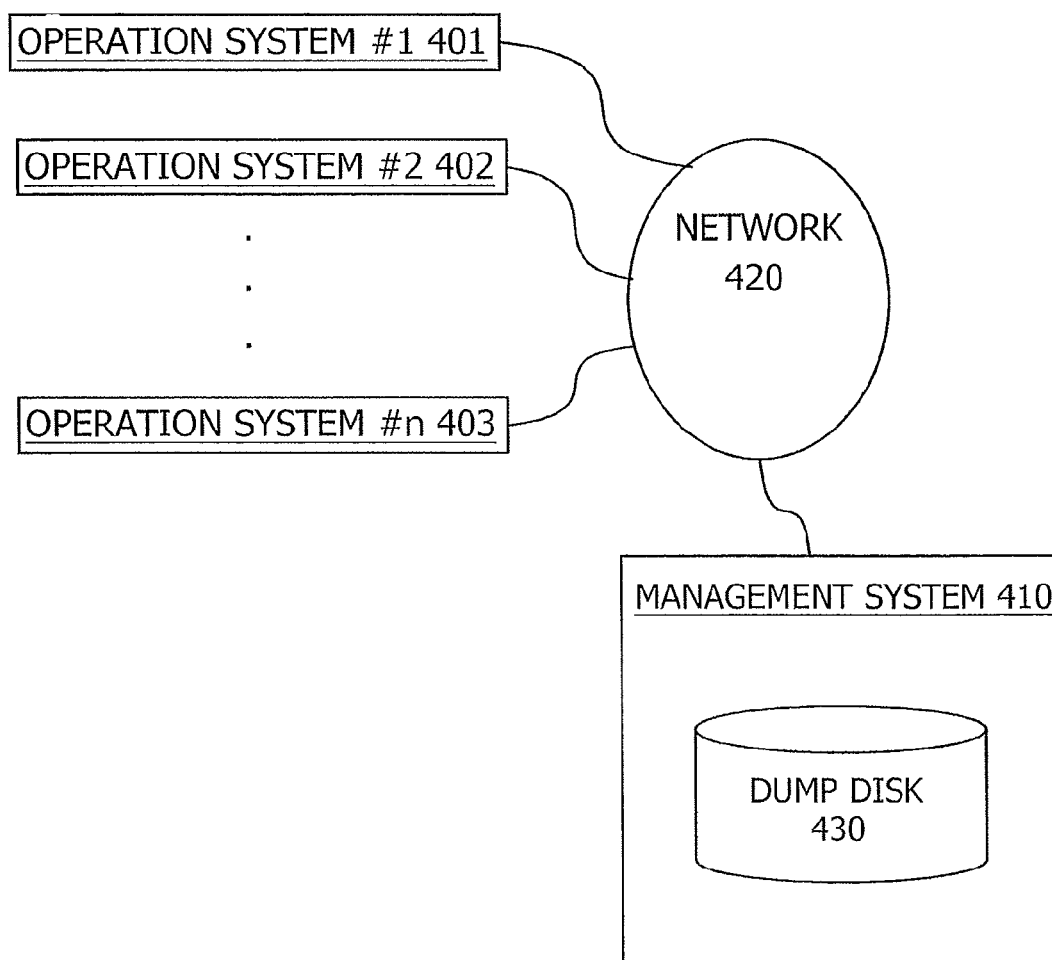 OPERATION SYSTEM #1 401
OPERATION SYSTEM #2 402
OPERATION SYSTEM #n 403
NETWORK
420
MANAGEMENT SYSTEM 410
DUMP DISK
430